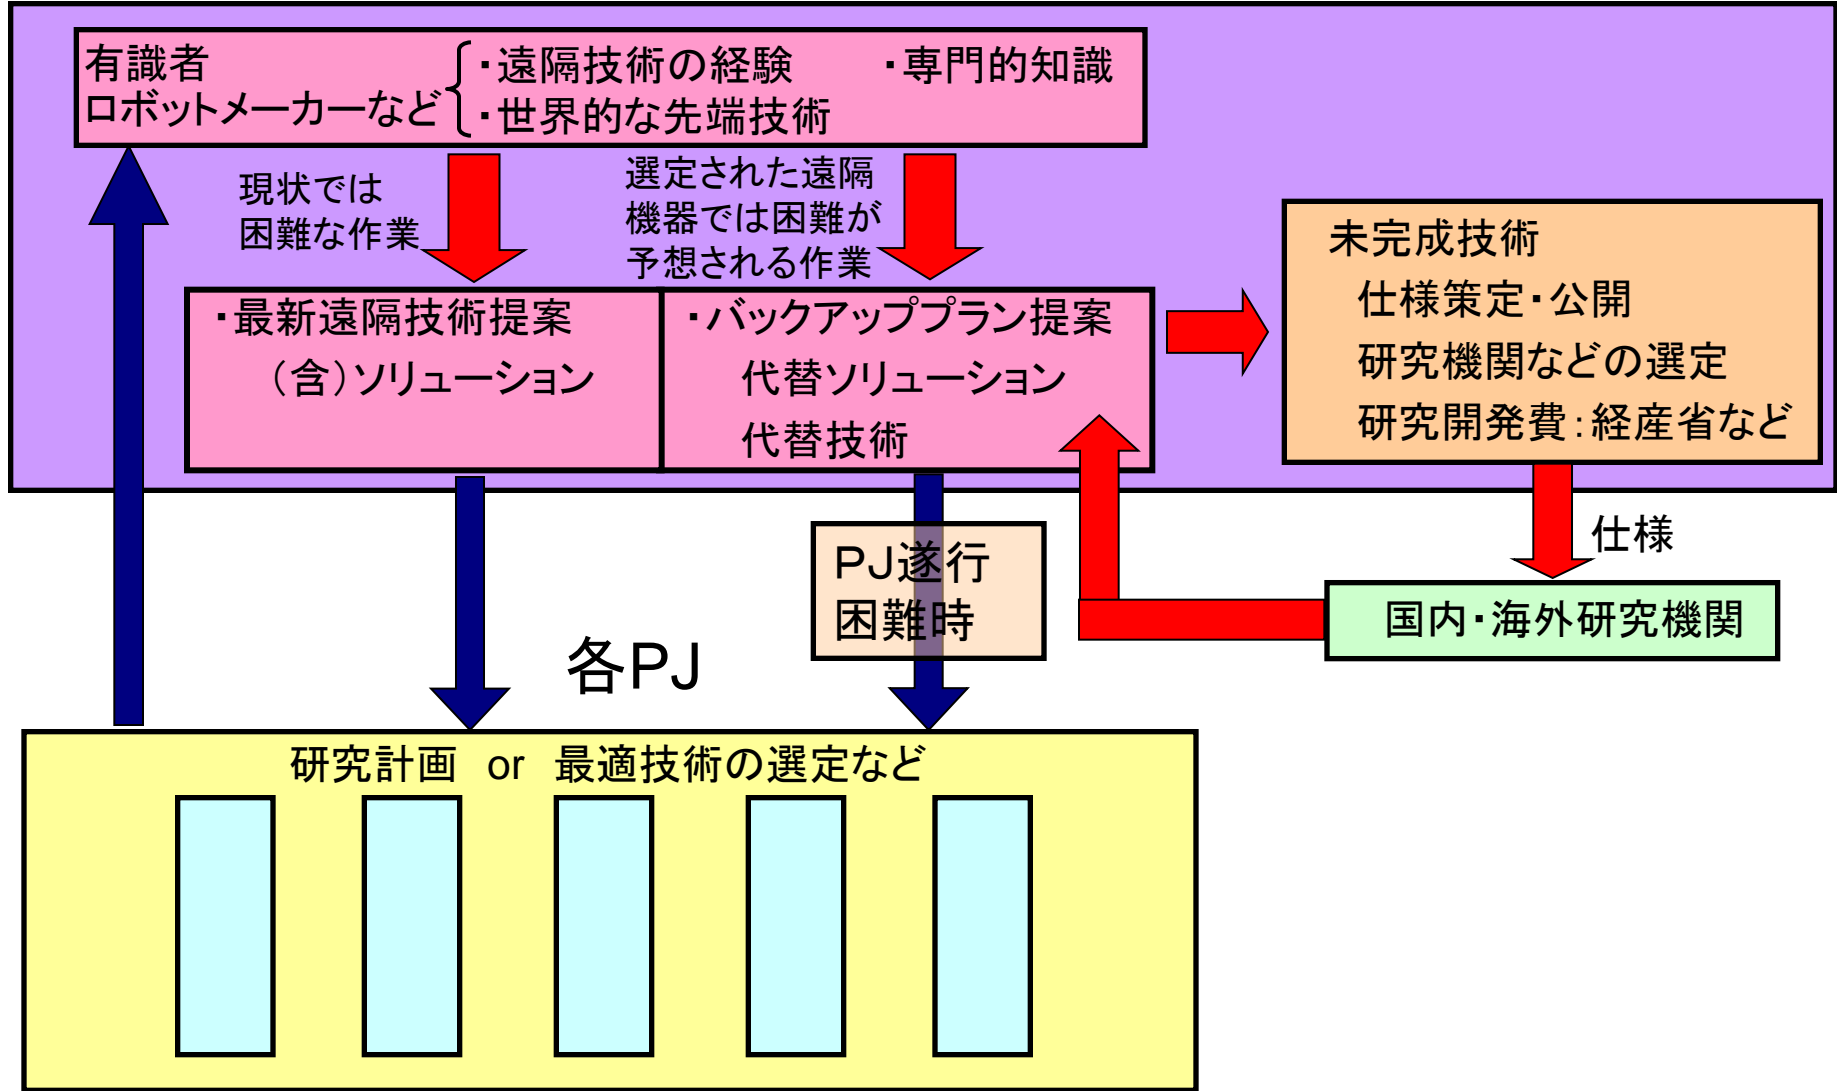 有識者
ロボットメーカーなど
・遠隔技術の経験　　・専門的知識
・世界的な先端技術
現状では
困難な作業
選定された遠隔
機器では困難が
予想される作業
・最新遠隔技術提案
（含）ソリューション
・バックアッププラン提案
代替ソリューション
代替技術
未完成技術
仕様策定・公開
研究機関などの選定
研究開発費：経産省など
仕様
国内・海外研究機関
ＰＪ遂行
困難時
各PJ
研究計画　or　最適技術の選定など